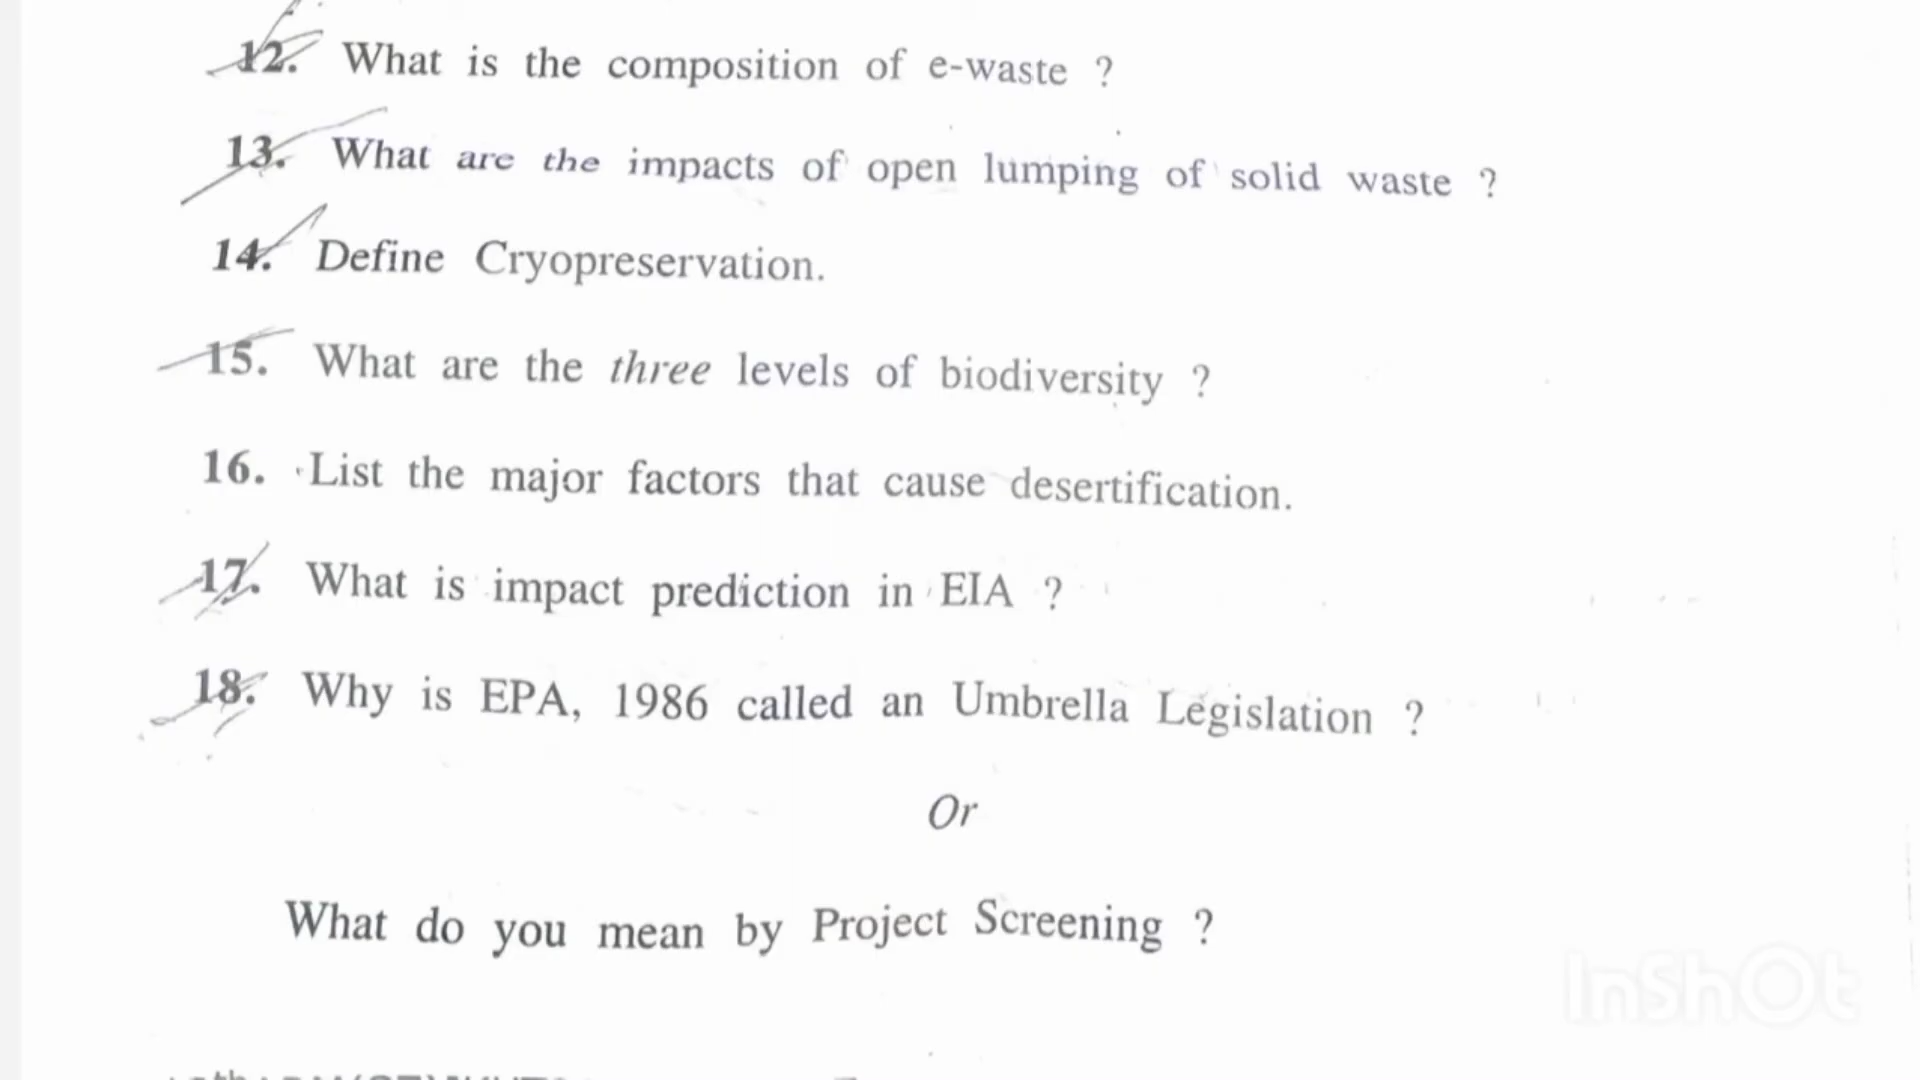 12. What is the composition of e-waste ?
13. What are the impacts of open lumping of solid waste ?
14. Define Cryopreservation.
15. What are the three levels of biodiversity ?
16. List the major factors that cause desertification.
17. What is impact prediction in EIA ?
18. Why is EPA, 1986 called an Umbrella Legislation ?
Or
What do you mean by Project Screening ?
InShOt